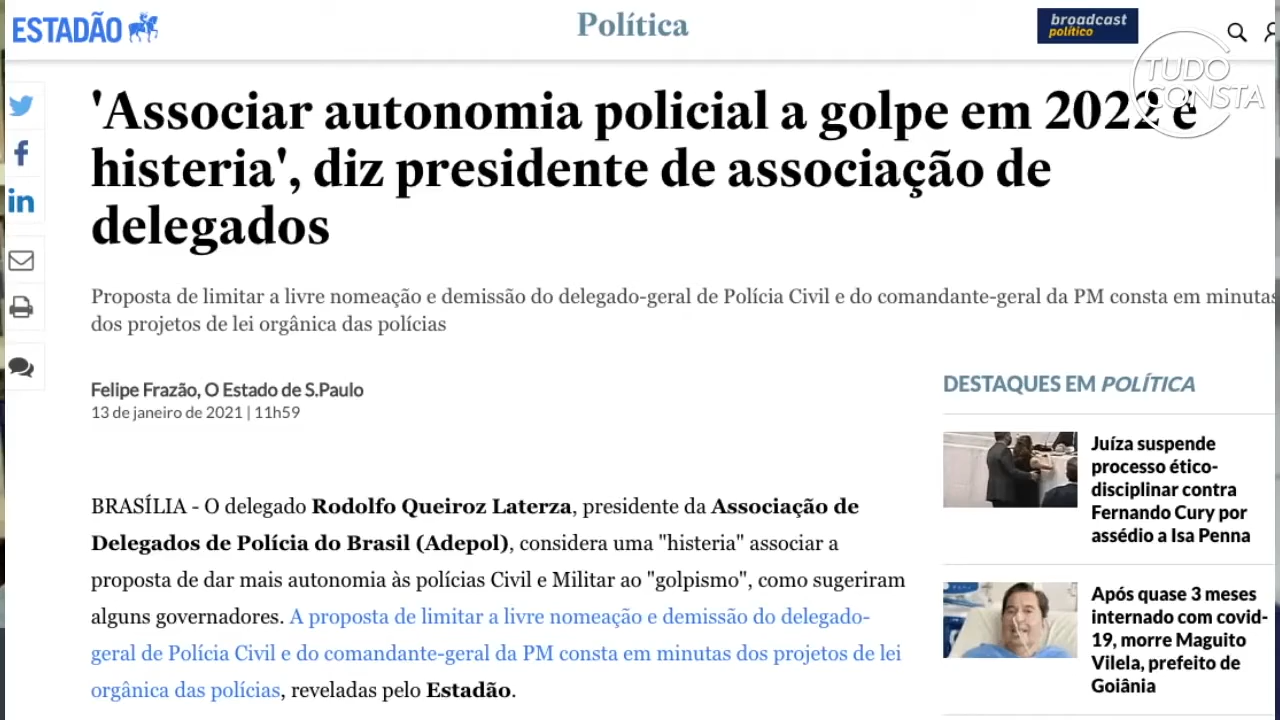 ESTADÃO
Política
broadcast
político
TUDO
CONSTA
'Associar autonomia policial a golpe em 2022 é
histeria', diz presidente de associação de
delegados
Proposta de limitar a livre nomeação e demissão do delegado-geral de Polícia Civil e do comandante-geral da PM consta em minutas
dos projetos de lei orgânica das polícias
Felipe Frazão, O Estado de S.Paulo
13 de janeiro de 2021 | 11h59
BRASÍLIA - O delegado Rodolfo Queiroz Laterza, presidente da Associação de
Delegados de Polícia do Brasil (Adepol), considera uma "histeria" associar a
proposta de dar mais autonomia às polícias Civil e Militar ao "golpismo", como sugeriram
alguns governadores. A proposta de limitar a livre nomeação e demissão do delegado-
geral de Polícia Civil e do comandante-geral da PM consta em minutas dos projetos de lei
orgânica das polícias, reveladas pelo Estadão.
DESTAQUES EM POLÍTICA
Juíza suspende
processo ético-
disciplinar contra
Fernando Cury por
assédio a Isa Penna
Após quase 3 meses
internado com covid-
19, morre Maguito
Vilela, prefeito de
Goiânia